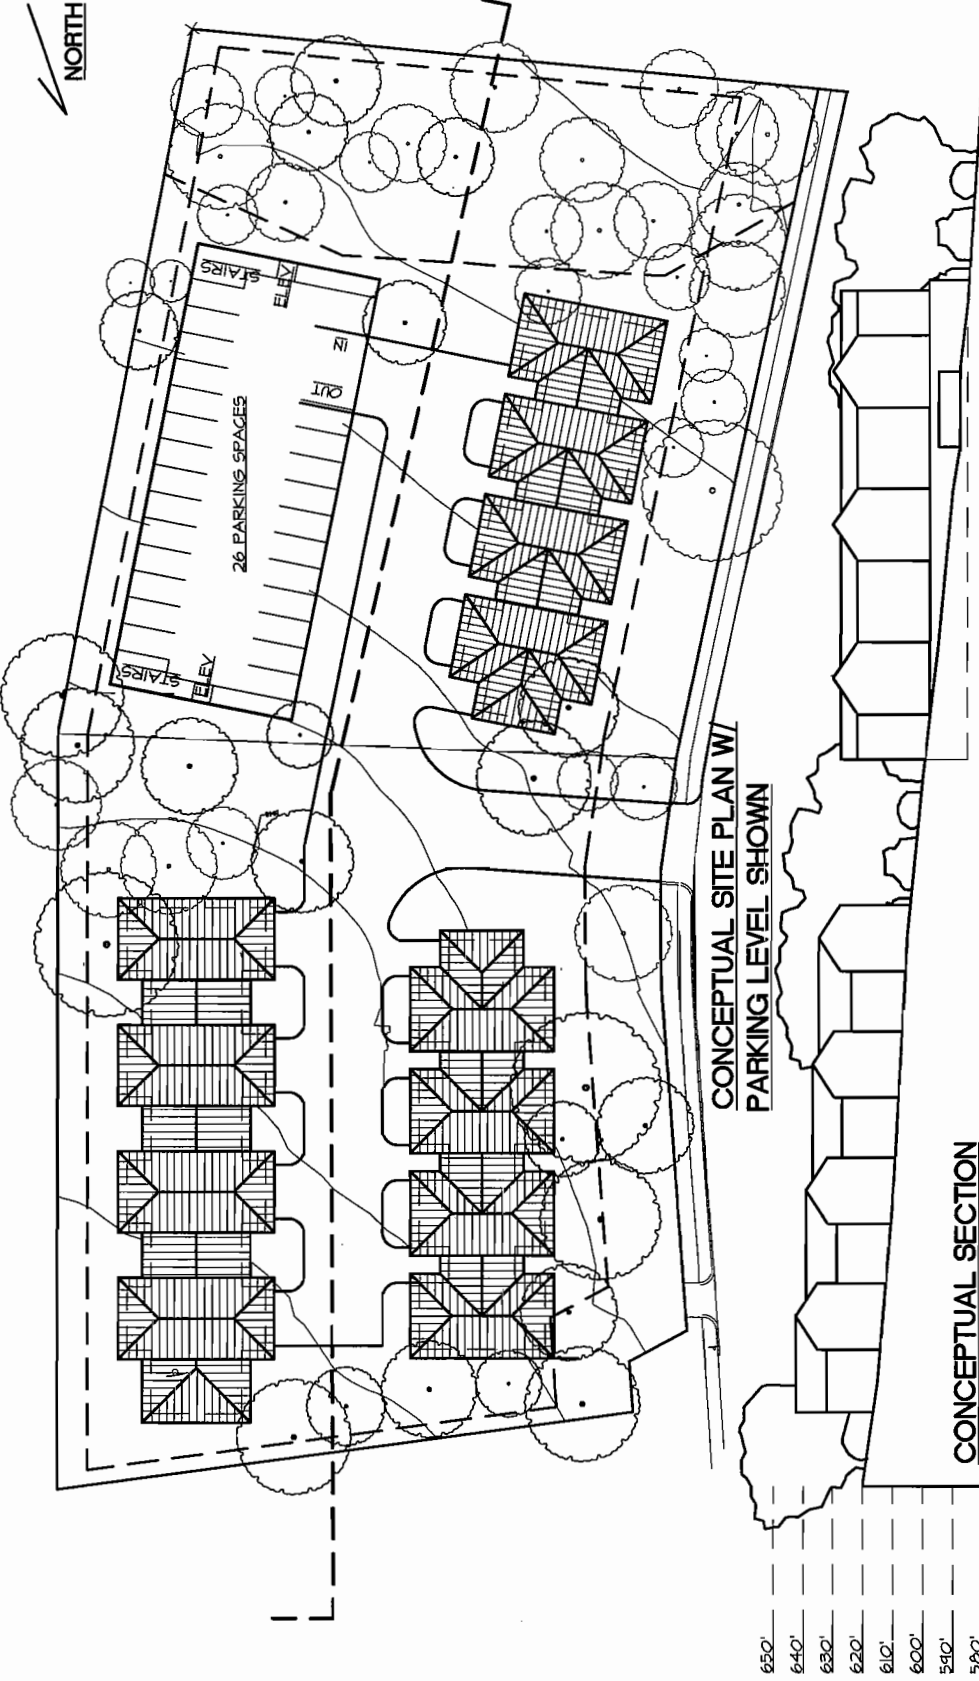 NORTH
STAIRS
ELEV
IN
OUT
26 PARKING SPACES
STAIRS
ELEV
CONCEPTUAL SITE PLAN W/
PARKING LEVEL SHOWN
CONCEPTUAL SECTION
650'
640'
630'
620'
610'
600'
590'
580'